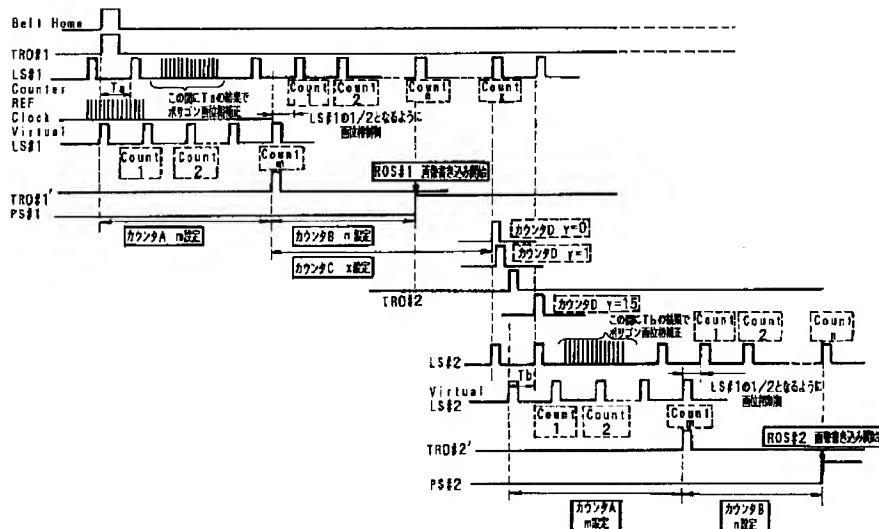 Belt Home
TRO#1
LS#1
Counter
REF
Clock
Ta
この間にTaの結果で
ポリゴン面位相補正
Count
1
Count
2
Count
n
Count
x
LS#1の1/2となるように
面位相制御
Virtual
LS#1
Count
1
Count
2
Count
m
ROS#1 画像書き込み開始
TRO#1'
PS#1
カウンタA m設定
カウンタB n設定
カウンタC x設定
カウンタD y=0
カウンタD y=1
TRO#2
カウンタD y=15
この間にTbの結果で
ポリゴン面位相補正
Count
1
Count
2
Count
n
LS#2
Tb
LS#1の1/2となるように
面位相制御
Virtual
LS#2
Count
1
Count
2
Count
m
ROS#2 画像書き込み開始
TRO#2'
PS#2
カウンタA
m設定
カウンタB
n設定